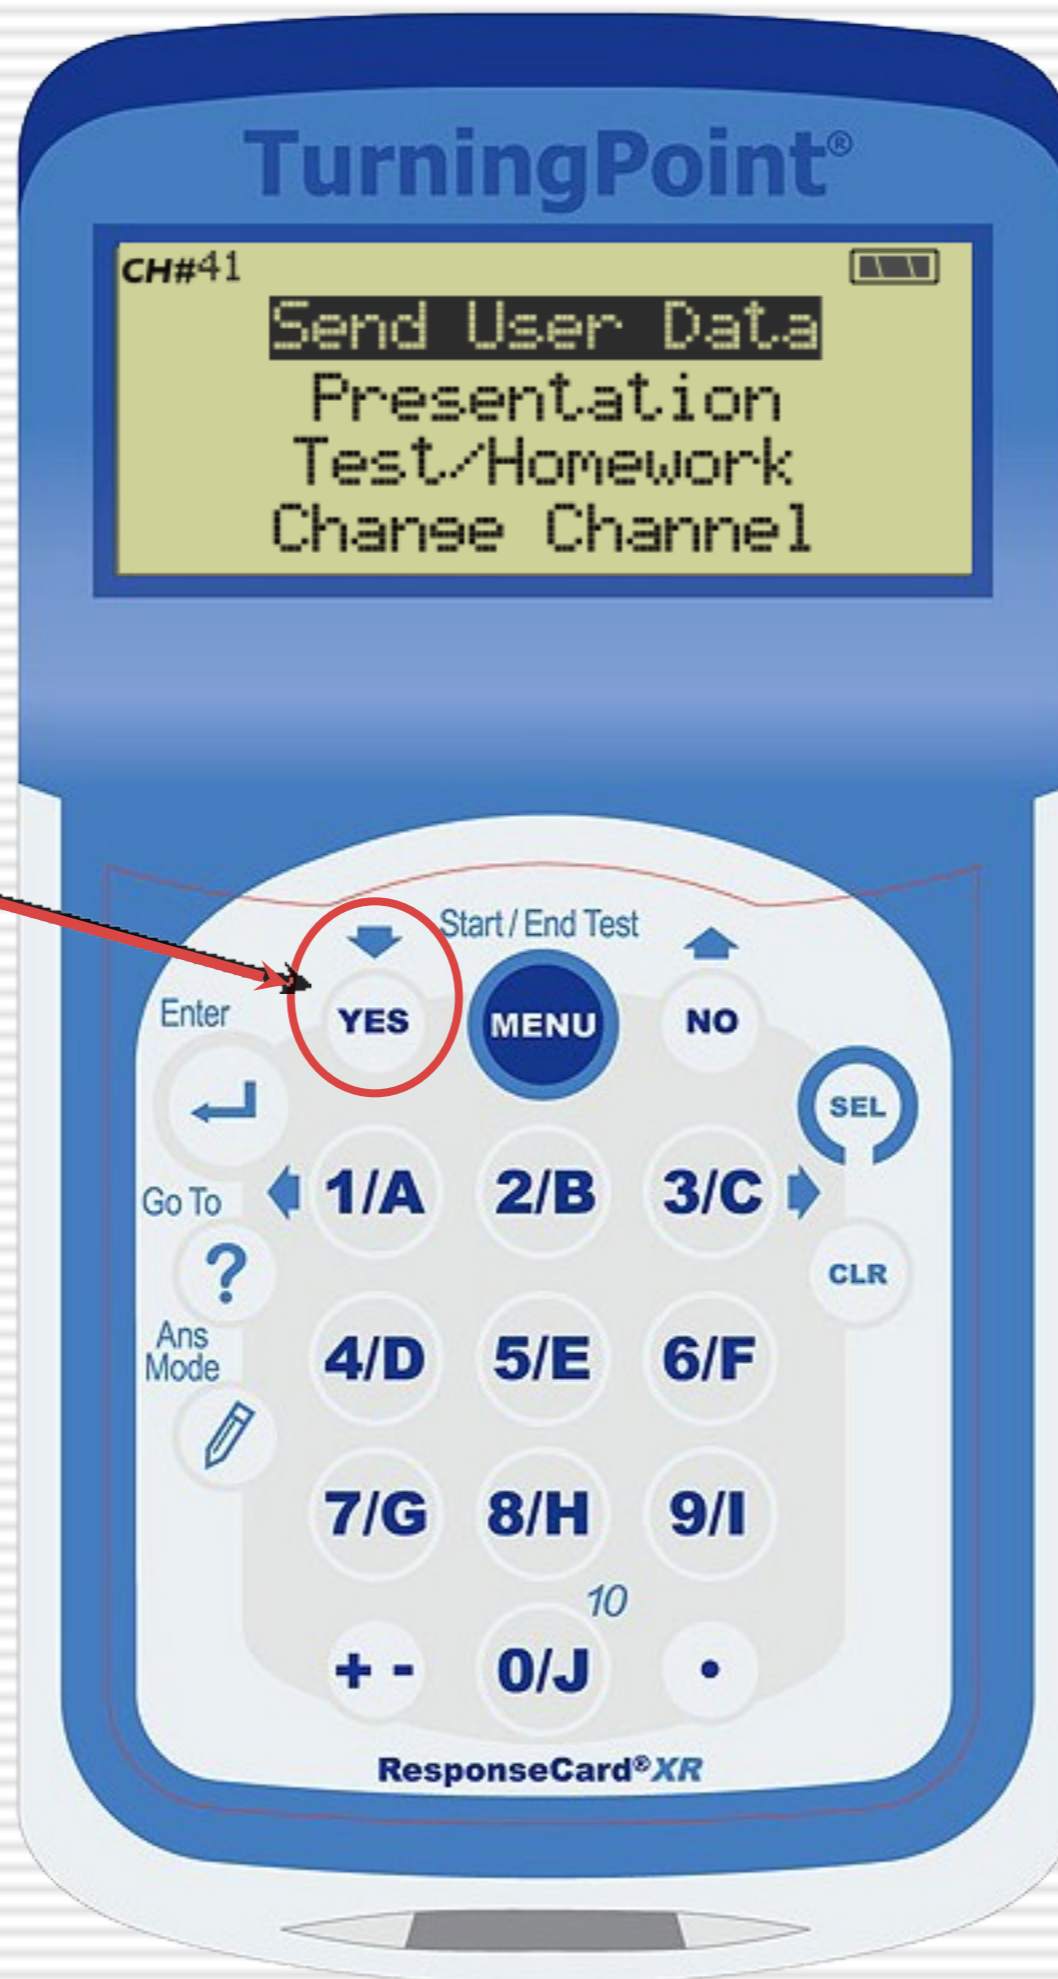 TurningPoint®
CH#41
Send User Data
Presentation
Test/Homework
Change Channel
Start / End Test
Enter
YES
MENU
NO
SEL
Go To
1/A
2/B
3/C
?
CLR
Ans
Mode
4/D
5/E
6/F
7/G
8/H
9/I
10
+ -
0/J
•
ResponseCard®XR